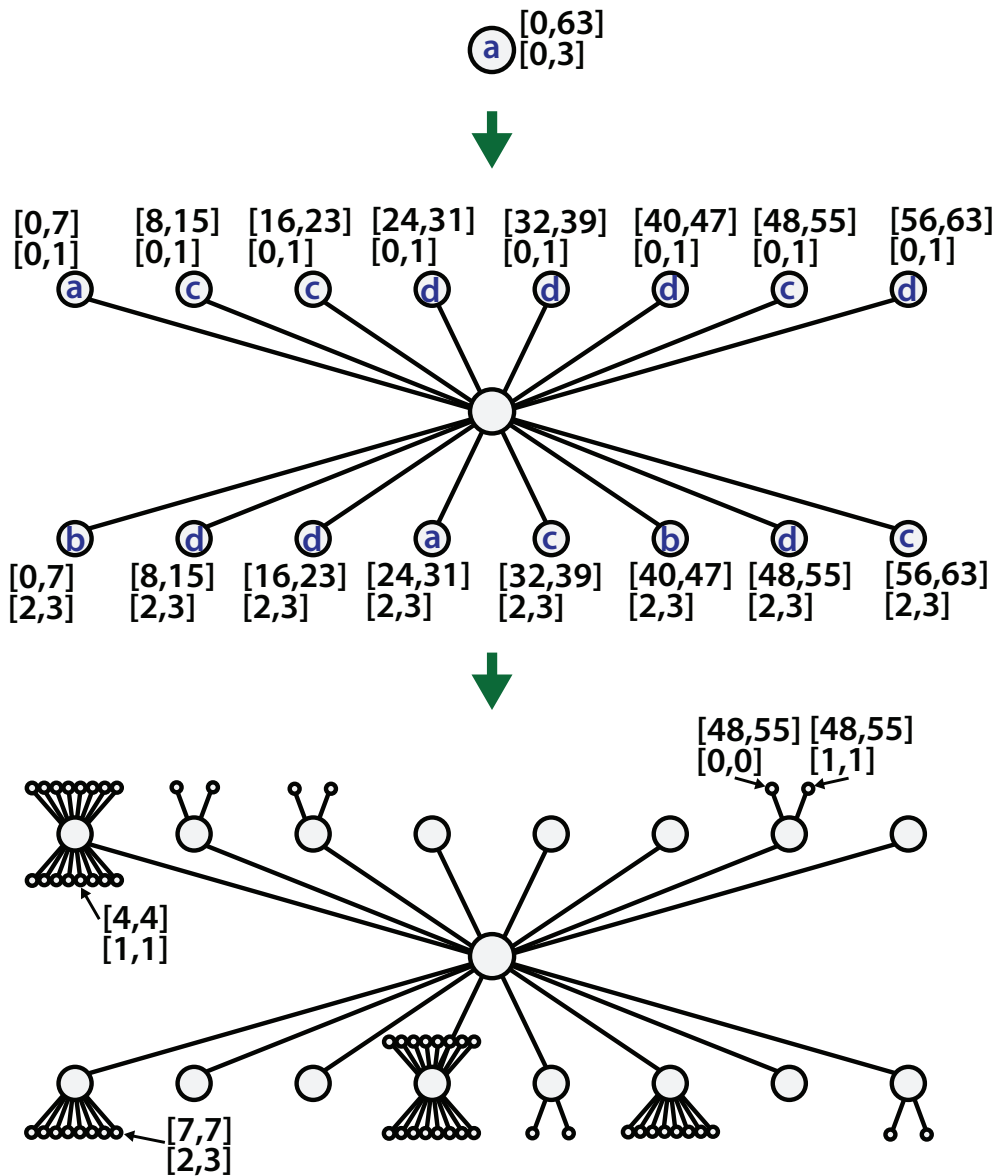 [0,63]
a
[0,3]
[0,7] [8,15] [16,23] [24,31] [32,39] [40,47] [48,55] [56,63]
[0,1] [0,1] [0,1] [0,1] [0,1] [0,1] [0,1] [0,1]
a c c d d d c d
b d d a c b d c
[0,7] [8,15] [16,23] [24,31] [32,39] [40,47] [48,55] [56,63]
[2,3] [2,3] [2,3] [2,3] [2,3] [2,3] [2,3] [2,3]
[48,55] [48,55]
[0,0] [1,1]
[4,4]
[1,1]
[7,7]
[2,3]